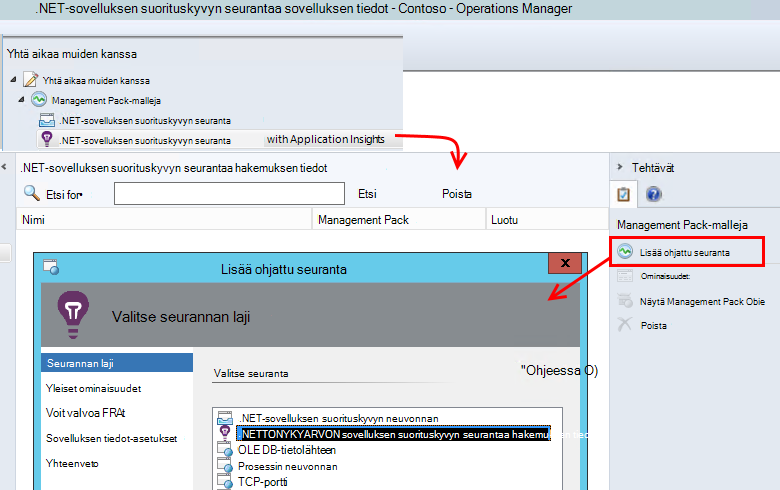 .NET-sovelluksen suorituskyvyn seurantaa sovelluksen tiedot - Contoso - Operations Manager
Yhtä aikaa muiden kanssa
Yhtä aikaa muiden kanssa
Management Pack-malleja
.NET-sovelluksen suorituskyvyn seuranta
.NET-sovelluksen suorituskyvyn seuranta with Application Insights
.NET-sovelluksen suorituskyvyn seurantaa hakemuksen tiedot
Etsi for
Etsi
Poista
Nimi
Management Pack
Luotu
Tehtävät
Management Pack-malleja
Lisää ohjattu seuranta
Ominaisuudet:
Näytä Management Pack Obie
Poista
Lisää ohjattu seuranta
x
Valitse seurannan laji
Seurannan laji
Yleiset ominaisuudet
Voit valvoa FRAt
Sovelluksen tiedot-asetukset
Yhteenveto
Valitse seuranta
"Ohjeessa O)
.NET-sovelluksen suorituskyvyn neuvonnan
.NETTONYKYARVON sovelluksen suorituskyvyn seurantaa hakemuksen tied
OLE DB-tietolähteen
Prosessin neuvonnan
TCP-portti